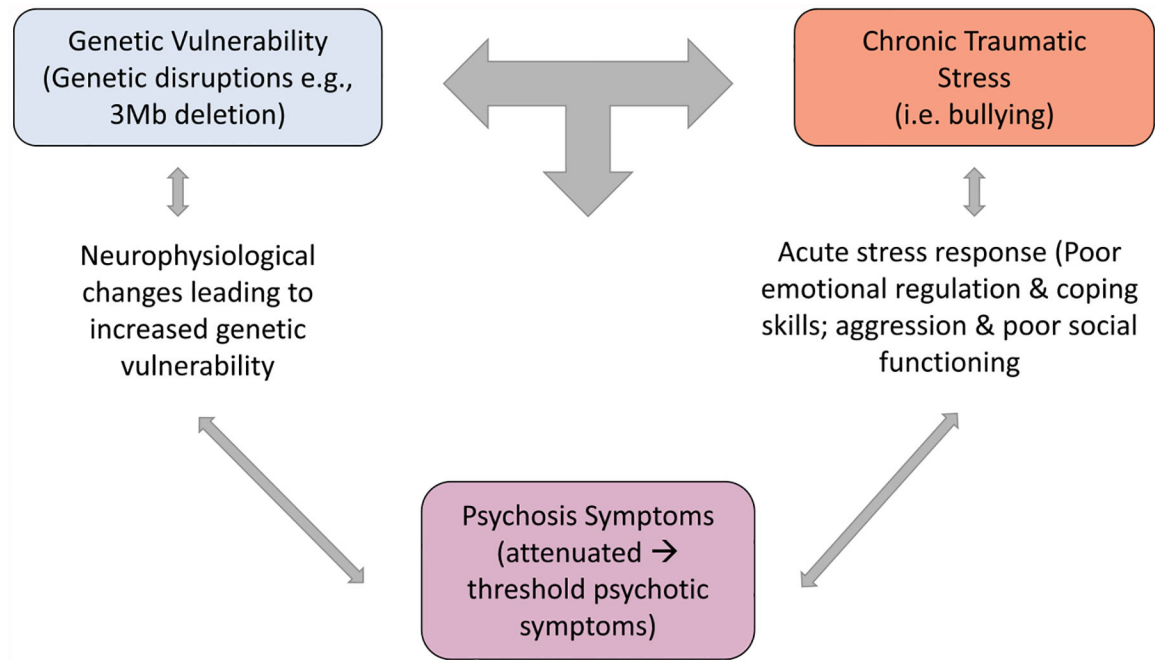 Genetic Vulnerability
(Genetic disruptions e.g.,
3Mb deletion)
Chronic Traumatic
Stress
(i.e. bullying)
Neurophysiological
changes leading to
increased genetic
vulnerability
Acute stress response (Poor
emotional regulation & coping
skills; aggression & poor social
functioning
Psychosis Symptoms
(attenuated →
threshold psychotic
symptoms)